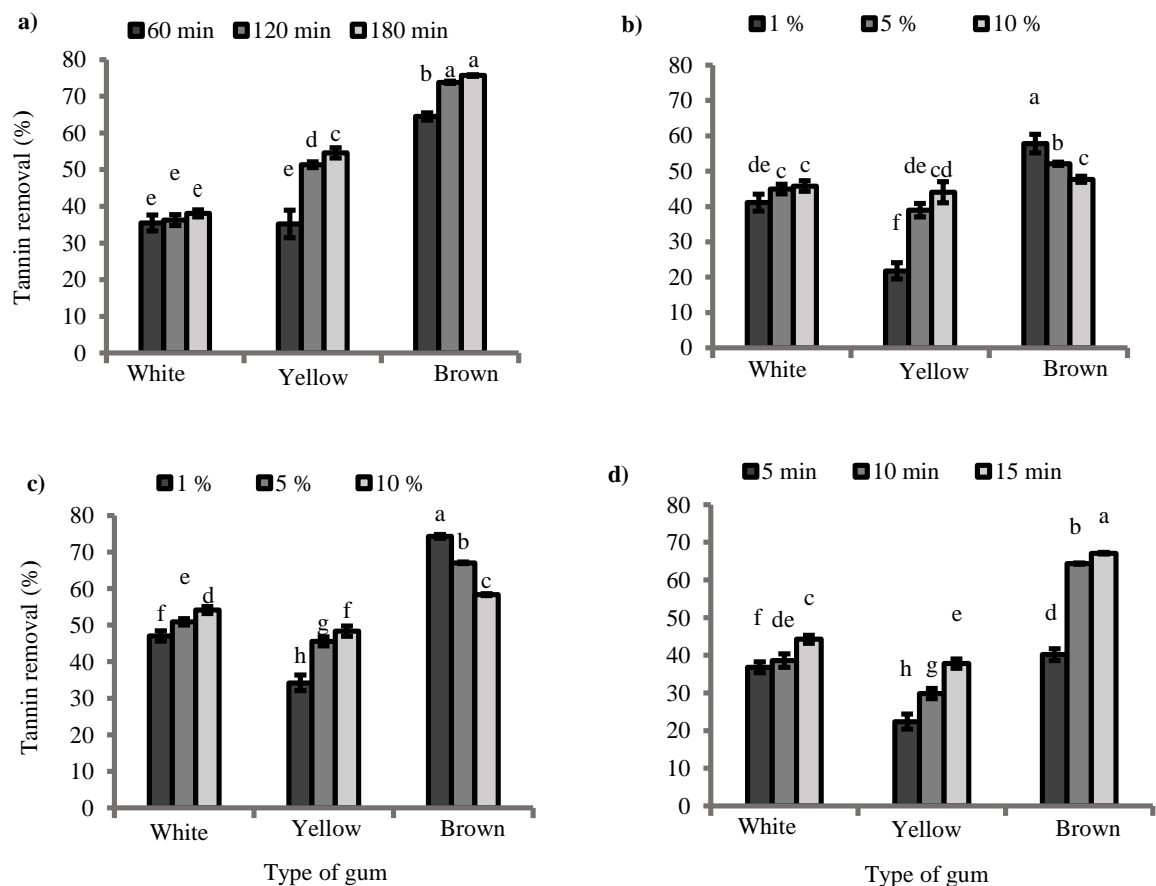 a)
60 min 120 min 180 min
Tannin removal (%)
80
70
60
50
40
30
20
10
0
e e e
e d c
b a a
White Yellow Brown
b)
1 % 5 % 10 %
80
70
60
50
40
30
20
10
0
de c c
f de cd
a b c
White Yellow Brown
c)
1 % 5 % 10 %
Tannin removal (%)
80
70
60
50
40
30
20
10
0
f e d
h g f
a b c
White Yellow Brown
Type of gum
d)
5 min 10 min 15 min
80
70
60
50
40
30
20
10
0
f de c
h g e
d b a
White Yellow Brown
Type of gum